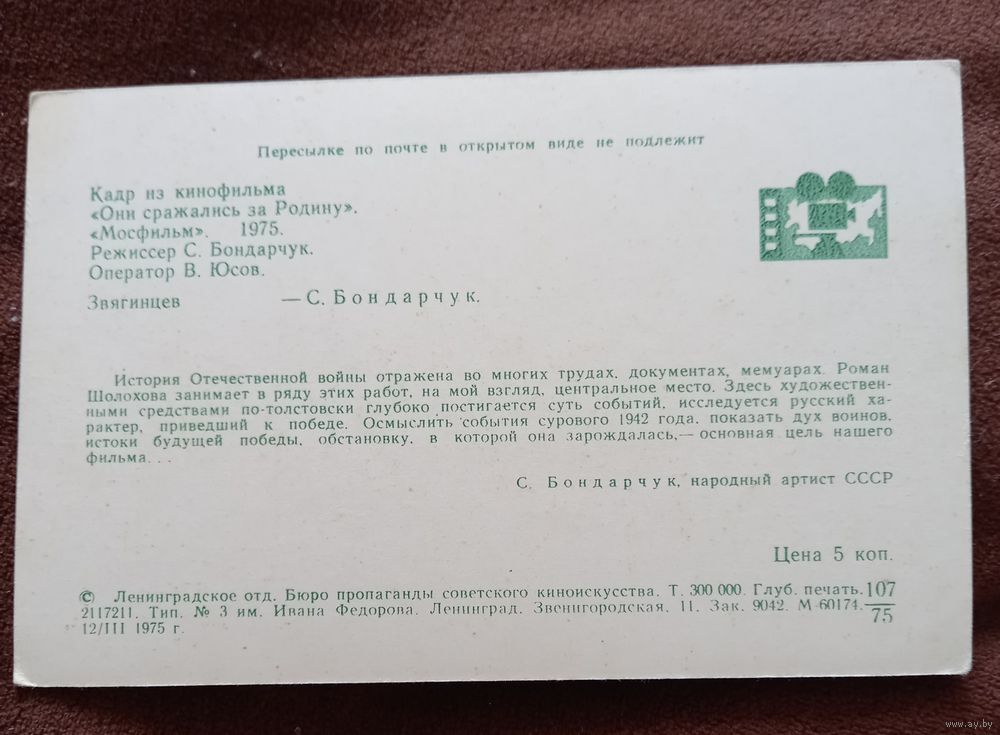 Пересылке по почте в открытом виде не подлежит
Кадр из кинофильма
«Они сражались за Родину».
«Мосфильм». 1975.
Режиссер С. Бондарчук.
Оператор В. Юсов.
Звягинцев — С. Бондарчук.
История Отечественной войны отражена во многих трудах, документах, мемуарах. Роман
Шолохова занимает в ряду этих работ, на мой взгляд, центральное место. Здесь художествен-
ными средствами по-толстовски глубоко постигается суть событий, исследуется русский ха-
рактер, приведший к победе. Осмыслить события сурового 1942 года, показать дух воинов,
истоки будущей победы, обстановку, в которой она зарождалась,— основная цель нашего
фильма...
С. Бондарчук, народный артист СССР
Цена 5 коп.
© Ленинградское отд. Бюро пропаганды советского киноискусства. Т. 300 000. Глуб. печать. 107
2117211. Тип. № 3 им. Ивана Федорова. Ленинград. Звенигородская, 11. Зак. 9042. М-60174. 75
12/III 1975 г.
www.ay.by